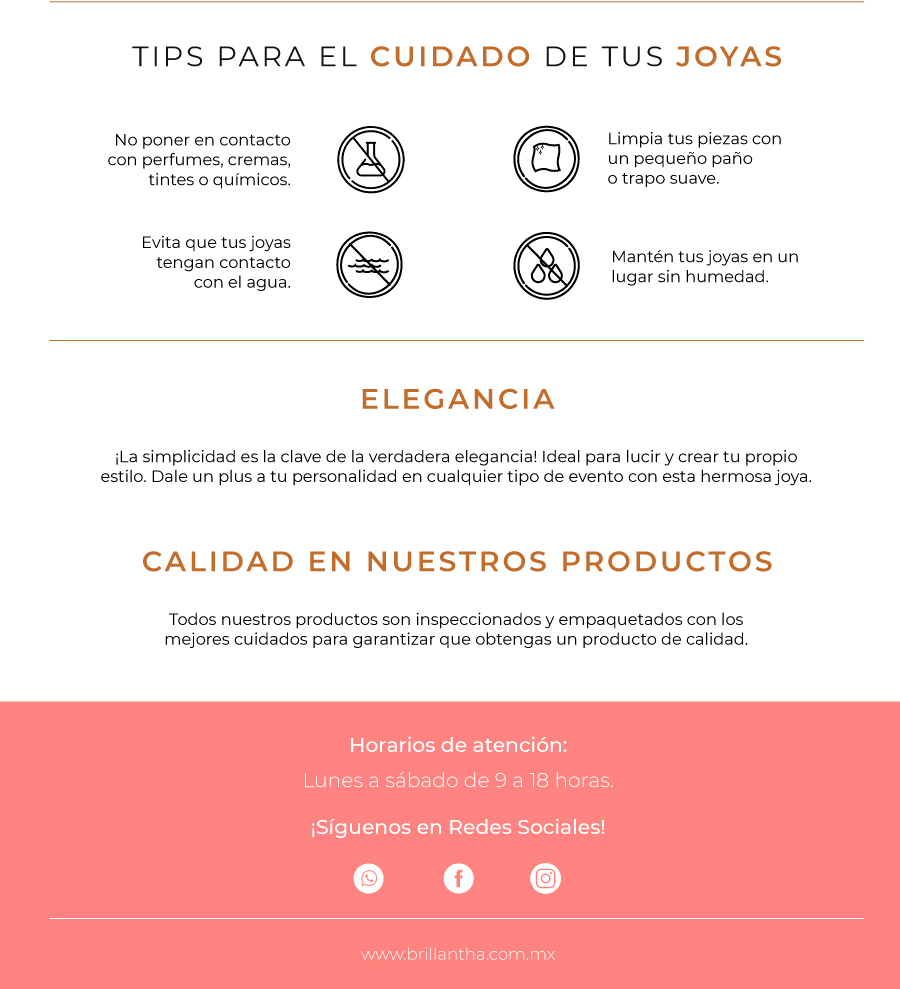 TIPS PARA EL CUIDADO DE TUS JOYAS
No poner en contacto
con perfumes, cremas,
tintes o químicos.
Limpia tus piezas con
un pequeño paño
o trapo suave.
Evita que tus joyas
tengan contacto
con el agua.
Mantén tus joyas en un
lugar sin humedad.
ELEGANCIA
¡La simplicidad es la clave de la verdadera elegancia! Ideal para lucir y crear tu propio
estilo. Dale un plus a tu personalidad en cualquier tipo de evento con esta hermosa joya.
CALIDAD EN NUESTROS PRODUCTOS
Todos nuestros productos son inspeccionados y empaquetados con los
mejores cuidados para garantizar que obtengas un producto de calidad.
Horarios de atención:
Lunes a sábado de 9 a 18 horas.
¡Síguenos en Redes Sociales!
www.brillantha.com.mx